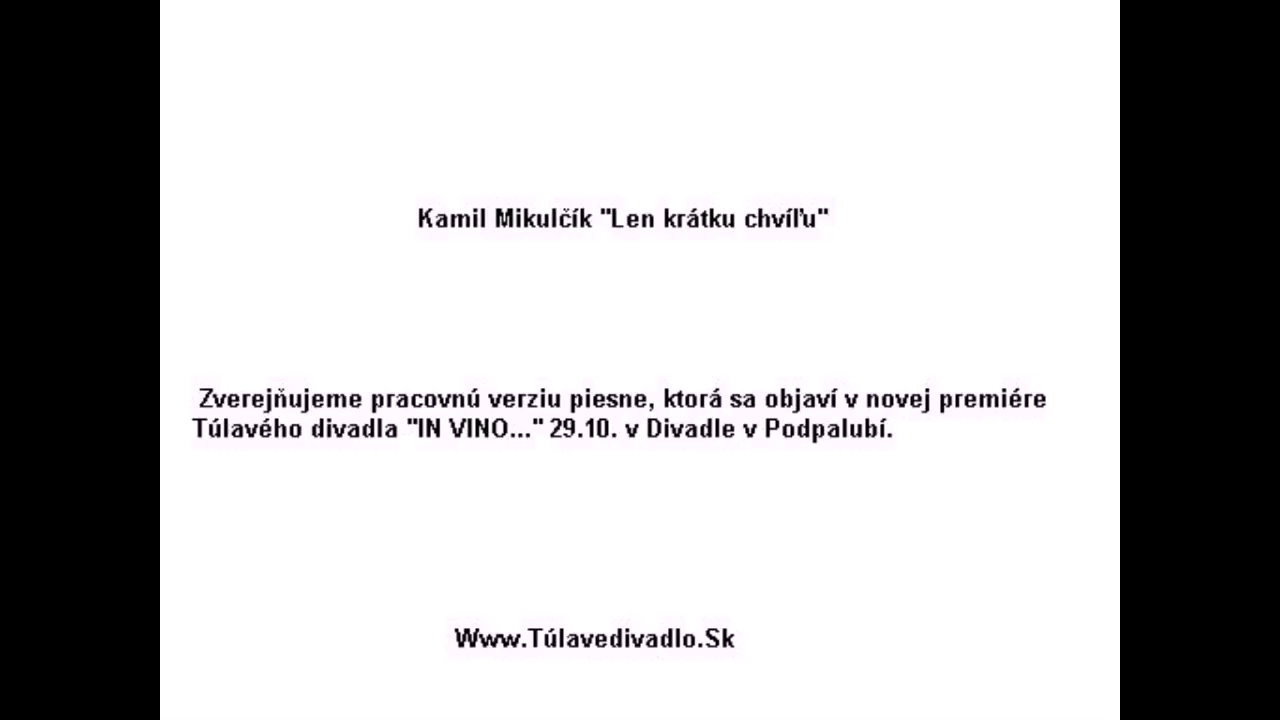 Kamil Mikulčík "Len krátku chvíľu"
Zverejňujeme pracovnú verziu piesne, ktorá sa objaví v novej premiére
Túlavého divadla "IN VINO..." 29.10. v Divadle v Podpalubí.
Www.Túlavedivadlo.Sk